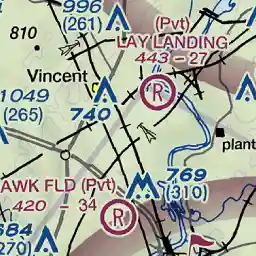 996
(261)
(Pvt)
810
LAY LANDING
443 - 27
Vincent
R
1049
(265)
740
plant
769
(310)
AWK FLD (Pvt)
420 - 34
R
684
(270)